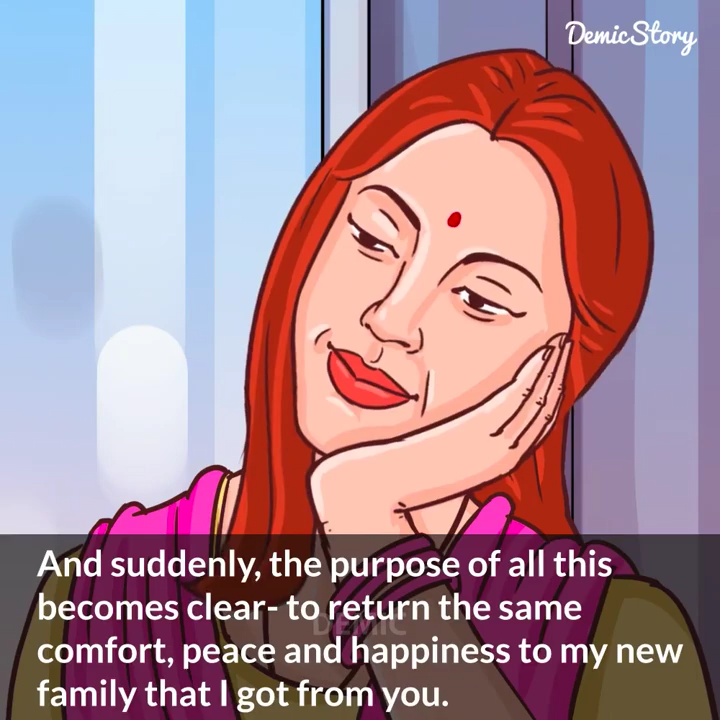 DemicStory
And suddenly, the purpose of all this
becomes clear- to return the same
DEMIC
comfort, peace and happiness to my new
family that I got from you.